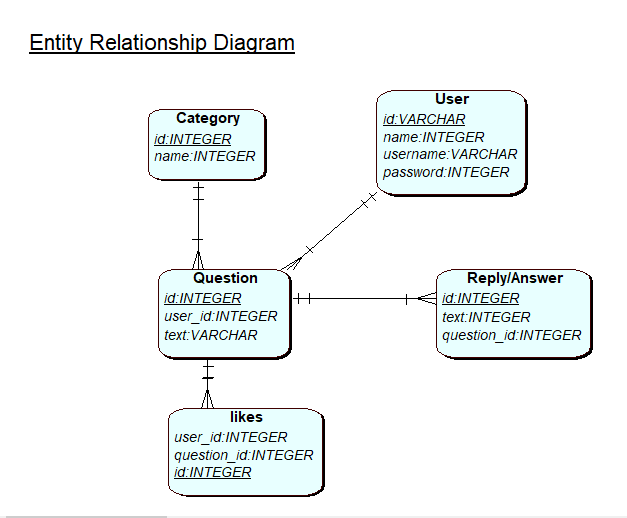 Entity Relationship Diagram
Category
id:INTEGER
name:INTEGER
User
id:VARCHAR
name:INTEGER
username:VARCHAR
password:INTEGER
Question
id:INTEGER
user_id:INTEGER
text:VARCHAR
Reply/Answer
id:INTEGER
text:INTEGER
question_id:INTEGER
likes
user_id:INTEGER
question_id:INTEGER
id:INTEGER